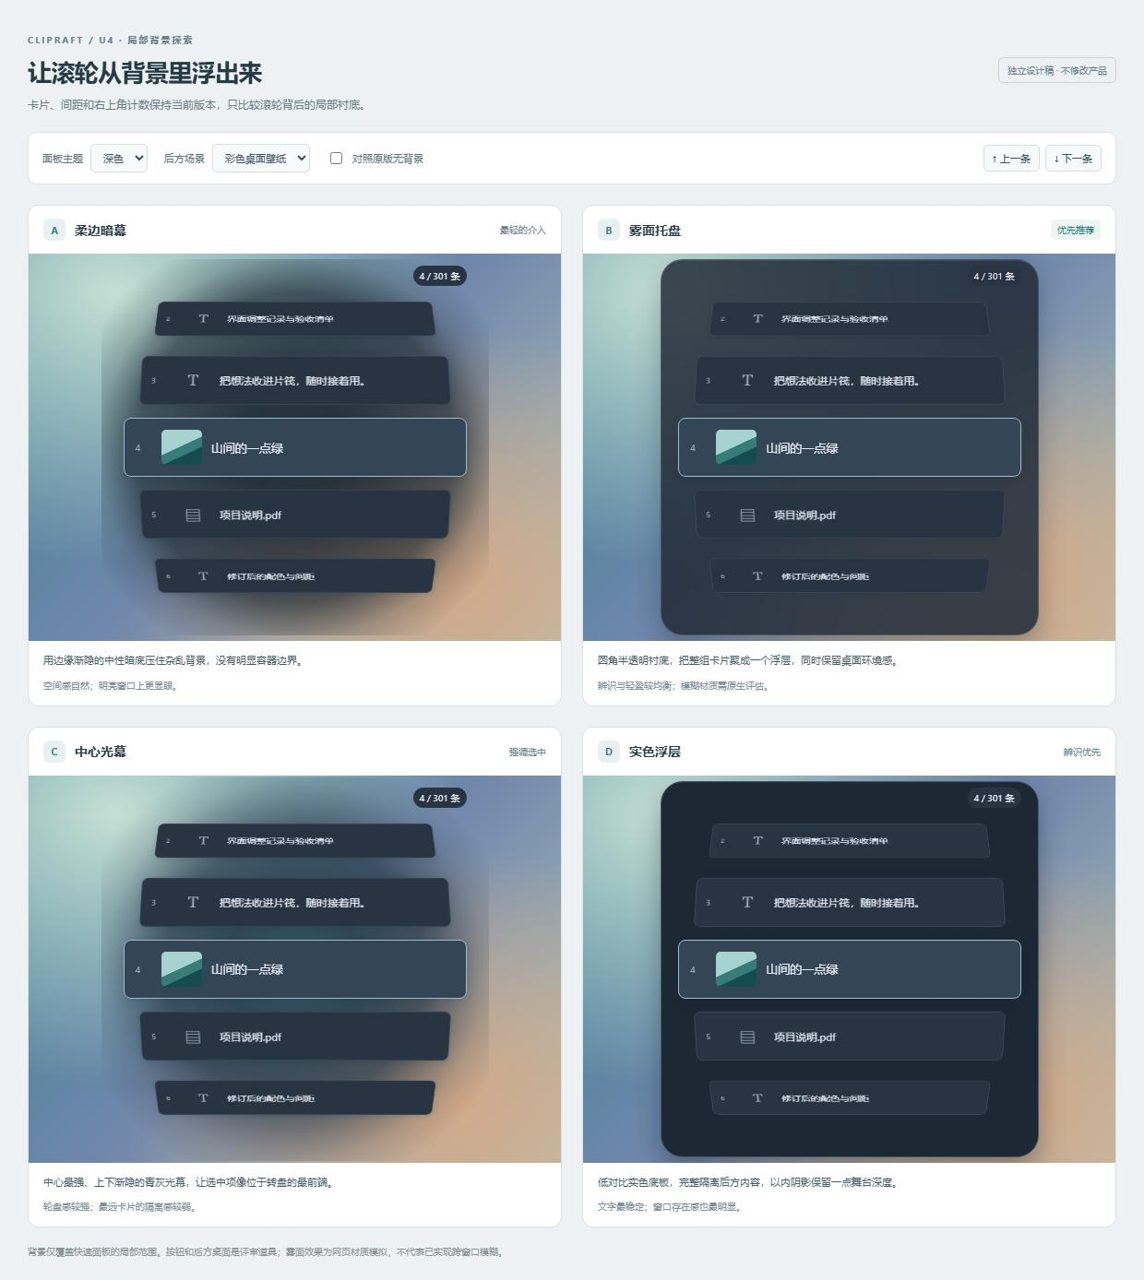 CLIPRAFT / U4 · 局部背景探索
让滚轮从背景里浮出来
独立设计稿 · 不修改产品
卡片、间距和右上角计数保持当前版本，只比较滚轮背后的局部衬底。
面板主题 深色 后方场景 彩色桌面壁纸 对照原版无背景 ↑ 上一条 ↓ 下一条
A 柔边暗幕 最轻的介入
4 / 301 条
2 T 界面调整记录与验收清单
3 T 把想法收进片筏，随时接着用。
4 山间的一点绿
5 项目说明.pdf
6 T 修订后的配色与间距
用边缘渐隐的中性暗底压住杂乱背景，没有明显容器边界。
空间感自然；明亮窗口上更显眼。
B 雾面托盘 优先推荐
4 / 301 条
2 T 界面调整记录与验收清单
3 T 把想法收进片筏，随时接着用。
4 山间的一点绿
5 项目说明.pdf
6 T 修订后的配色与间距
圆角半透明衬底，把整组卡片聚成一个浮层，同时保留桌面环境感。
辨识与轻盈较均衡；模糊材质需原生评估。
C 中心光幕 强调选中
4 / 301 条
2 T 界面调整记录与验收清单
3 T 把想法收进片筏，随时接着用。
4 山间的一点绿
5 项目说明.pdf
6 T 修订后的配色与间距
中心最强、上下渐隐的青灰光幕，让选中项像位于转盘的最前端。
轮盘感较强；最远卡片的隔离感较弱。
D 实色浮层 辨识优先
4 / 301 条
2 T 界面调整记录与验收清单
3 T 把想法收进片筏，随时接着用。
4 山间的一点绿
5 项目说明.pdf
6 T 修订后的配色与间距
低对比实色底板，完整隔离后方内容，以内阴影保留一点舞台深度。
文字最稳定；窗口存在感也最明显。
背景仅覆盖快速面板的局部范围。按钮和后方桌面是评审道具；雾面效果为网页材质模拟，不代表已实现跨窗口模糊。